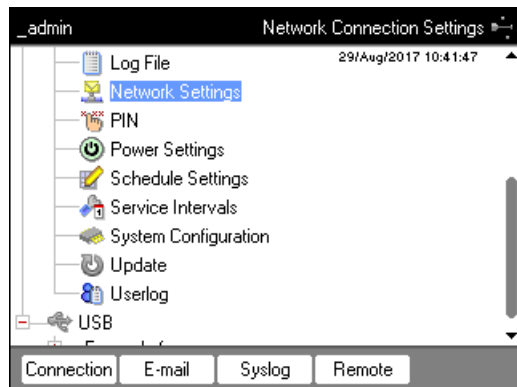 _admin
Network Connection Settings
29/Aug/2017 10:41:47
Log File
Network Settings
PIN
Power Settings
Schedule Settings
Service Intervals
System Configuration
Update
Userlog
USB
Connection
E-mail
Syslog
Remote